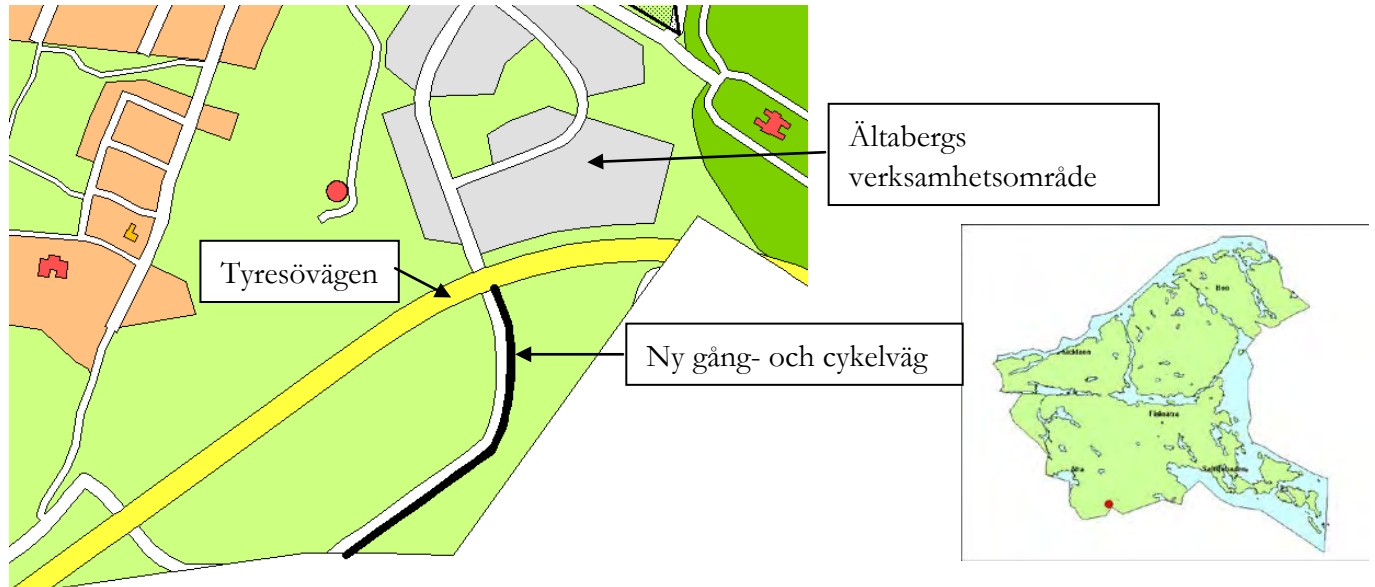 Ältabergs
verksamhetsområde
Tyresövägen
Ny gång- och cykelväg
Boo
Fisksätra
Älta
Saltsjöbaden